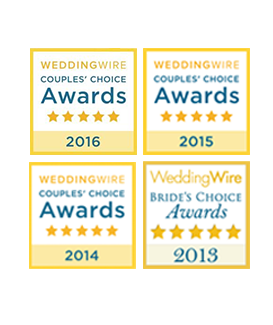 WEDDINGWIRE
COUPLES' CHOICE
Awards
2016
WEDDINGWIRE
COUPLES' CHOICE
Awards
2015
WEDDINGWIRE
COUPLES' CHOICE
Awards
2014
WeddingWire
BRIDE'S CHOICE
Awards
2013